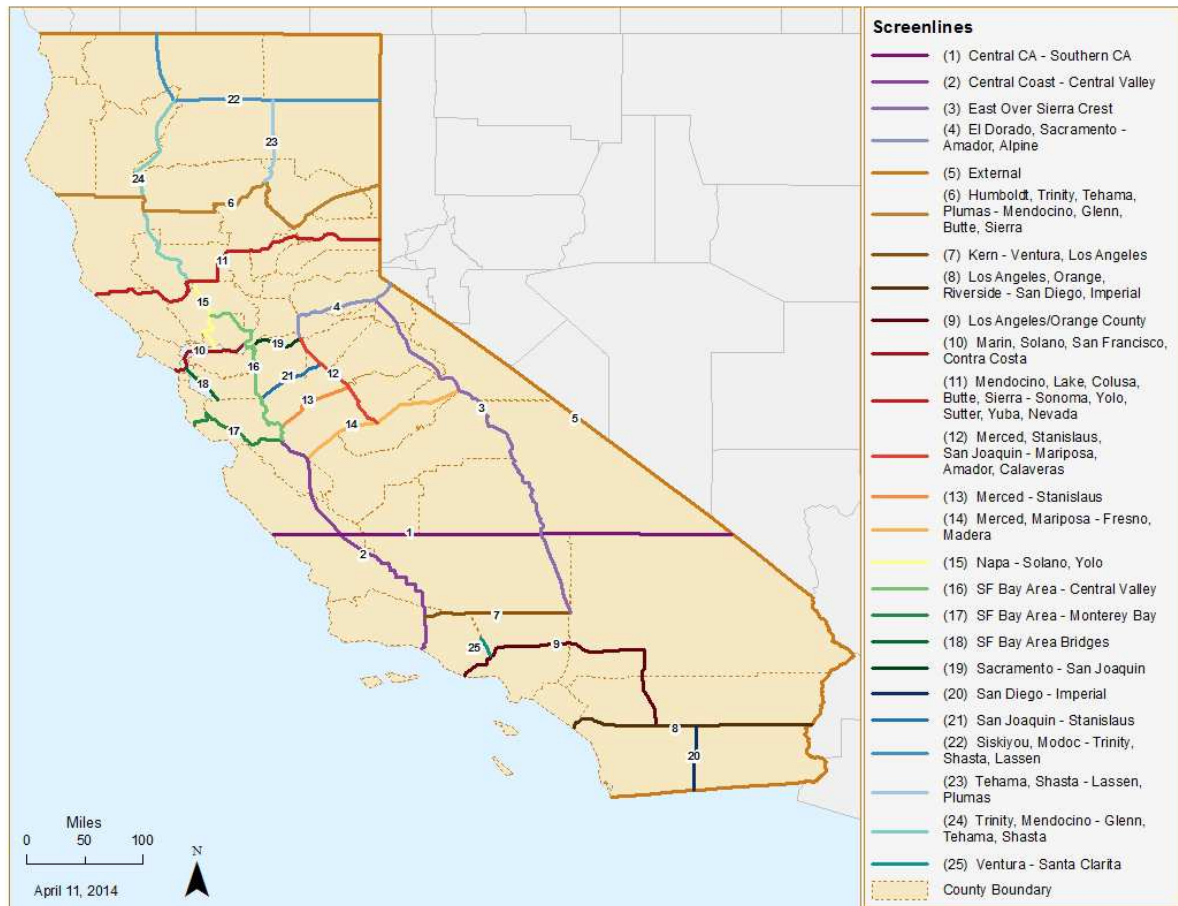 Screenlines
(1) Central CA - Southern CA
(2) Central Coast - Central Valley
(3) East Over Sierra Crest
(4) El Dorado, Sacramento -
Amador, Alpine
(5) External
(6) Humboldt, Trinity, Tehama,
Plumas - Mendocino, Glenn,
Butte, Sierra
(7) Kern - Ventura, Los Angeles
(8) Los Angeles, Orange,
Riverside - San Diego, Imperial
(9) Los Angeles/Orange County
(10) Marin, Solano, San Francisco,
Contra Costa
(11) Mendocino, Lake, Colusa,
Butte, Sierra - Sonoma, Yolo,
Sutter, Yuba, Nevada
(12) Merced, Stanislaus,
San Joaquin - Mariposa,
Amador, Calaveras
(13) Merced - Stanislaus
(14) Merced, Mariposa - Fresno,
Madera
(15) Napa - Solano, Yolo
(16) SF Bay Area - Central Valley
(17) SF Bay Area - Monterey Bay
(18) SF Bay Area Bridges
(19) Sacramento - San Joaquin
(20) San Diego - Imperial
(21) San Joaquin - Stanislaus
(22) Siskiyou, Modoc - Trinity,
Shasta, Lassen
(23) Tehama, Shasta - Lassen,
Plumas
(24) Trinity, Mendocino - Glenn,
Tehama, Shasta
(25) Ventura - Santa Clarita
County Boundary
22
23
24
6
11
15
4
10
19
16
21
12
18
13
3
5
14
17
1
2
7
25
9
8
20
Miles
0 50 100
N
April 11, 2014